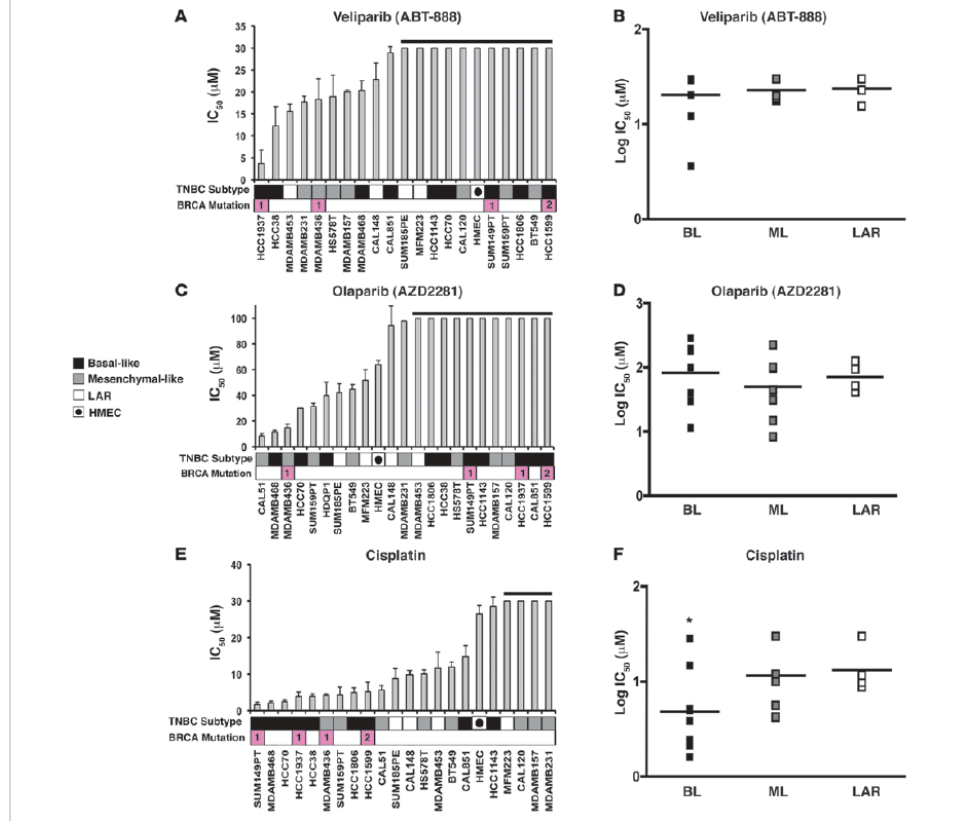 A
Veliparib (ABT-888)
35
30
25
20
15
10
5
0
IC50 (μM)
TNBC Subtype
BRCA Mutation
1 1 1 2
HCC1937
HCC38
MDAMB453
MDAMB231
MDAMB436
HS578T
MDAMB157
MDAMB468
CAL148
CAL851
SUM185PE
MFM223
HCC1143
HCC70
CAL120
HMEC
SUM149PT
SUM159PT
HCC1806
BT549
HCC1599
B
Veliparib (ABT-888)
2
1
0
Log IC50 (μM)
BL ML LAR
C
Olaparib (AZD2281)
100
80
60
40
20
0
IC50 (μM)
Basal-like
Mesenchymal-like
LAR
HMEC
TNBC Subtype
BRCA Mutation
1 1 1 2
CAL51
MDAMB468
MDAMB436
HCC70
SUM159PT
HDQP1
SUM185PE
BT549
MFM223
HMEC
CAL148
MDAMB231
MDAMB453
HCC1806
HCC38
HS578T
SUM149PT
HCC1143
MDAMB157
CAL120
HCC1937
CAL851
HCC1599
D
Olaparib (AZD2281)
3
2
1
0
Log IC50 (μM)
BL ML LAR
E
Cisplatin
40
30
20
10
0
IC50 (μM)
TNBC Subtype
BRCA Mutation
1 1 1 2
SUM149PT
MDAMB468
HCC70
HCC1937
HCC38
MDAMB436
SUM159PT
HCC1806
HCC1599
CAL51
SUM185PE
CAL148
HS578T
MDAMB453
BT549
CAL851
HMEC
HCC1143
MFM223
CAL120
MDAMB157
MDAMB231
F
Cisplatin
2
1
0
*
Log IC50 (μM)
BL ML LAR